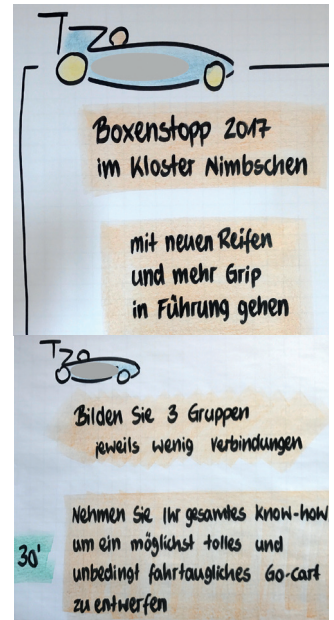 Boxenstopp 2017
im Kloster Nimbschen
mit neuen Reifen
und mehr Grip
in Führung gehen
Bilden Sie 3 Gruppen
jeweils wenig Verbindungen
30'
Nehmen Sie Ihr gesamtes Know-how
um ein möglichst tolles und
unbedingt fahrtaugliches Go-Cart
zu entwerfen